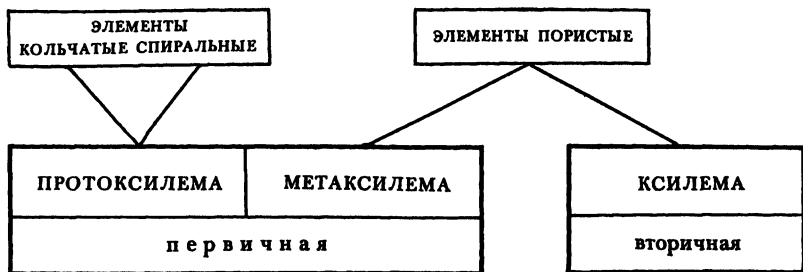 ЭЛЕМЕНТЫ
КОЛЬЧАТЫЕ СПИРАЛЬНЫЕ
ЭЛЕМЕНТЫ ПОРИСТЫЕ
ПРОТОКСИЛЕМА
МЕТАКСИЛЕМА
КСИЛЕМА
первичная
вторичная